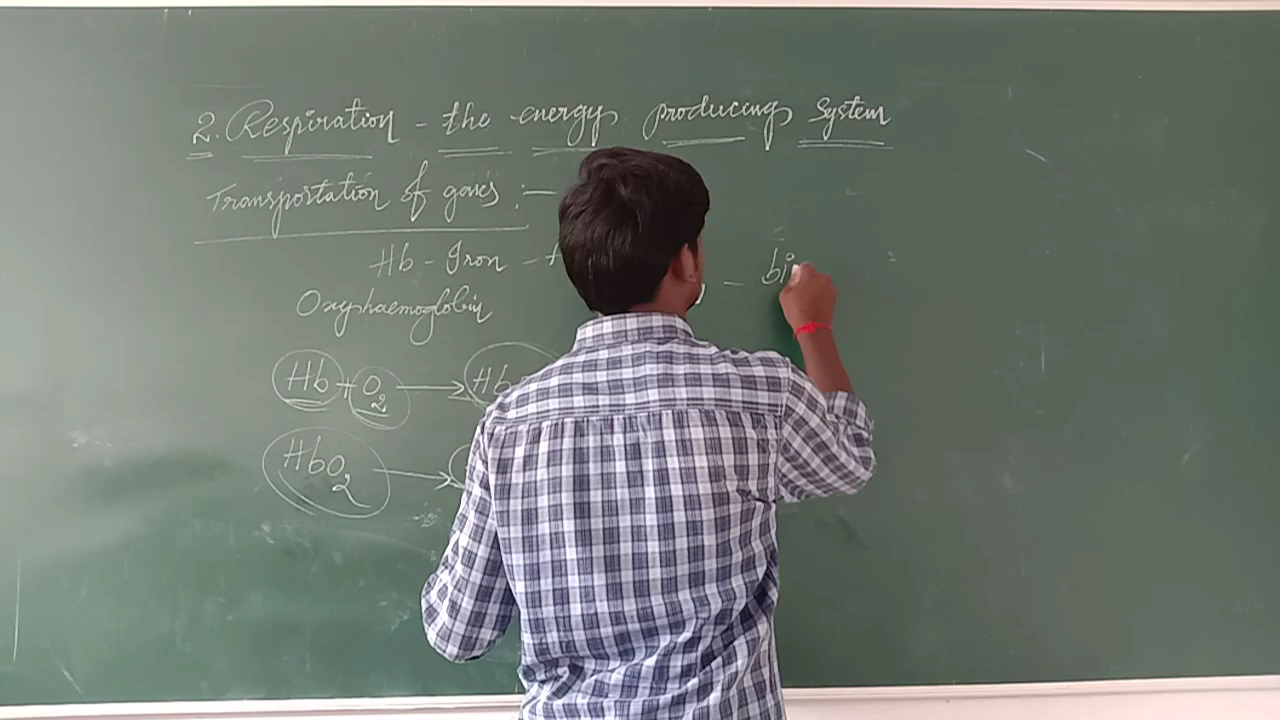 2. Respiration - the energy producing System
Transportation of gases :-
Hb - Iron - bi
Oxyhaemoglobin
Hb + O2 → Hb
HbO2 →